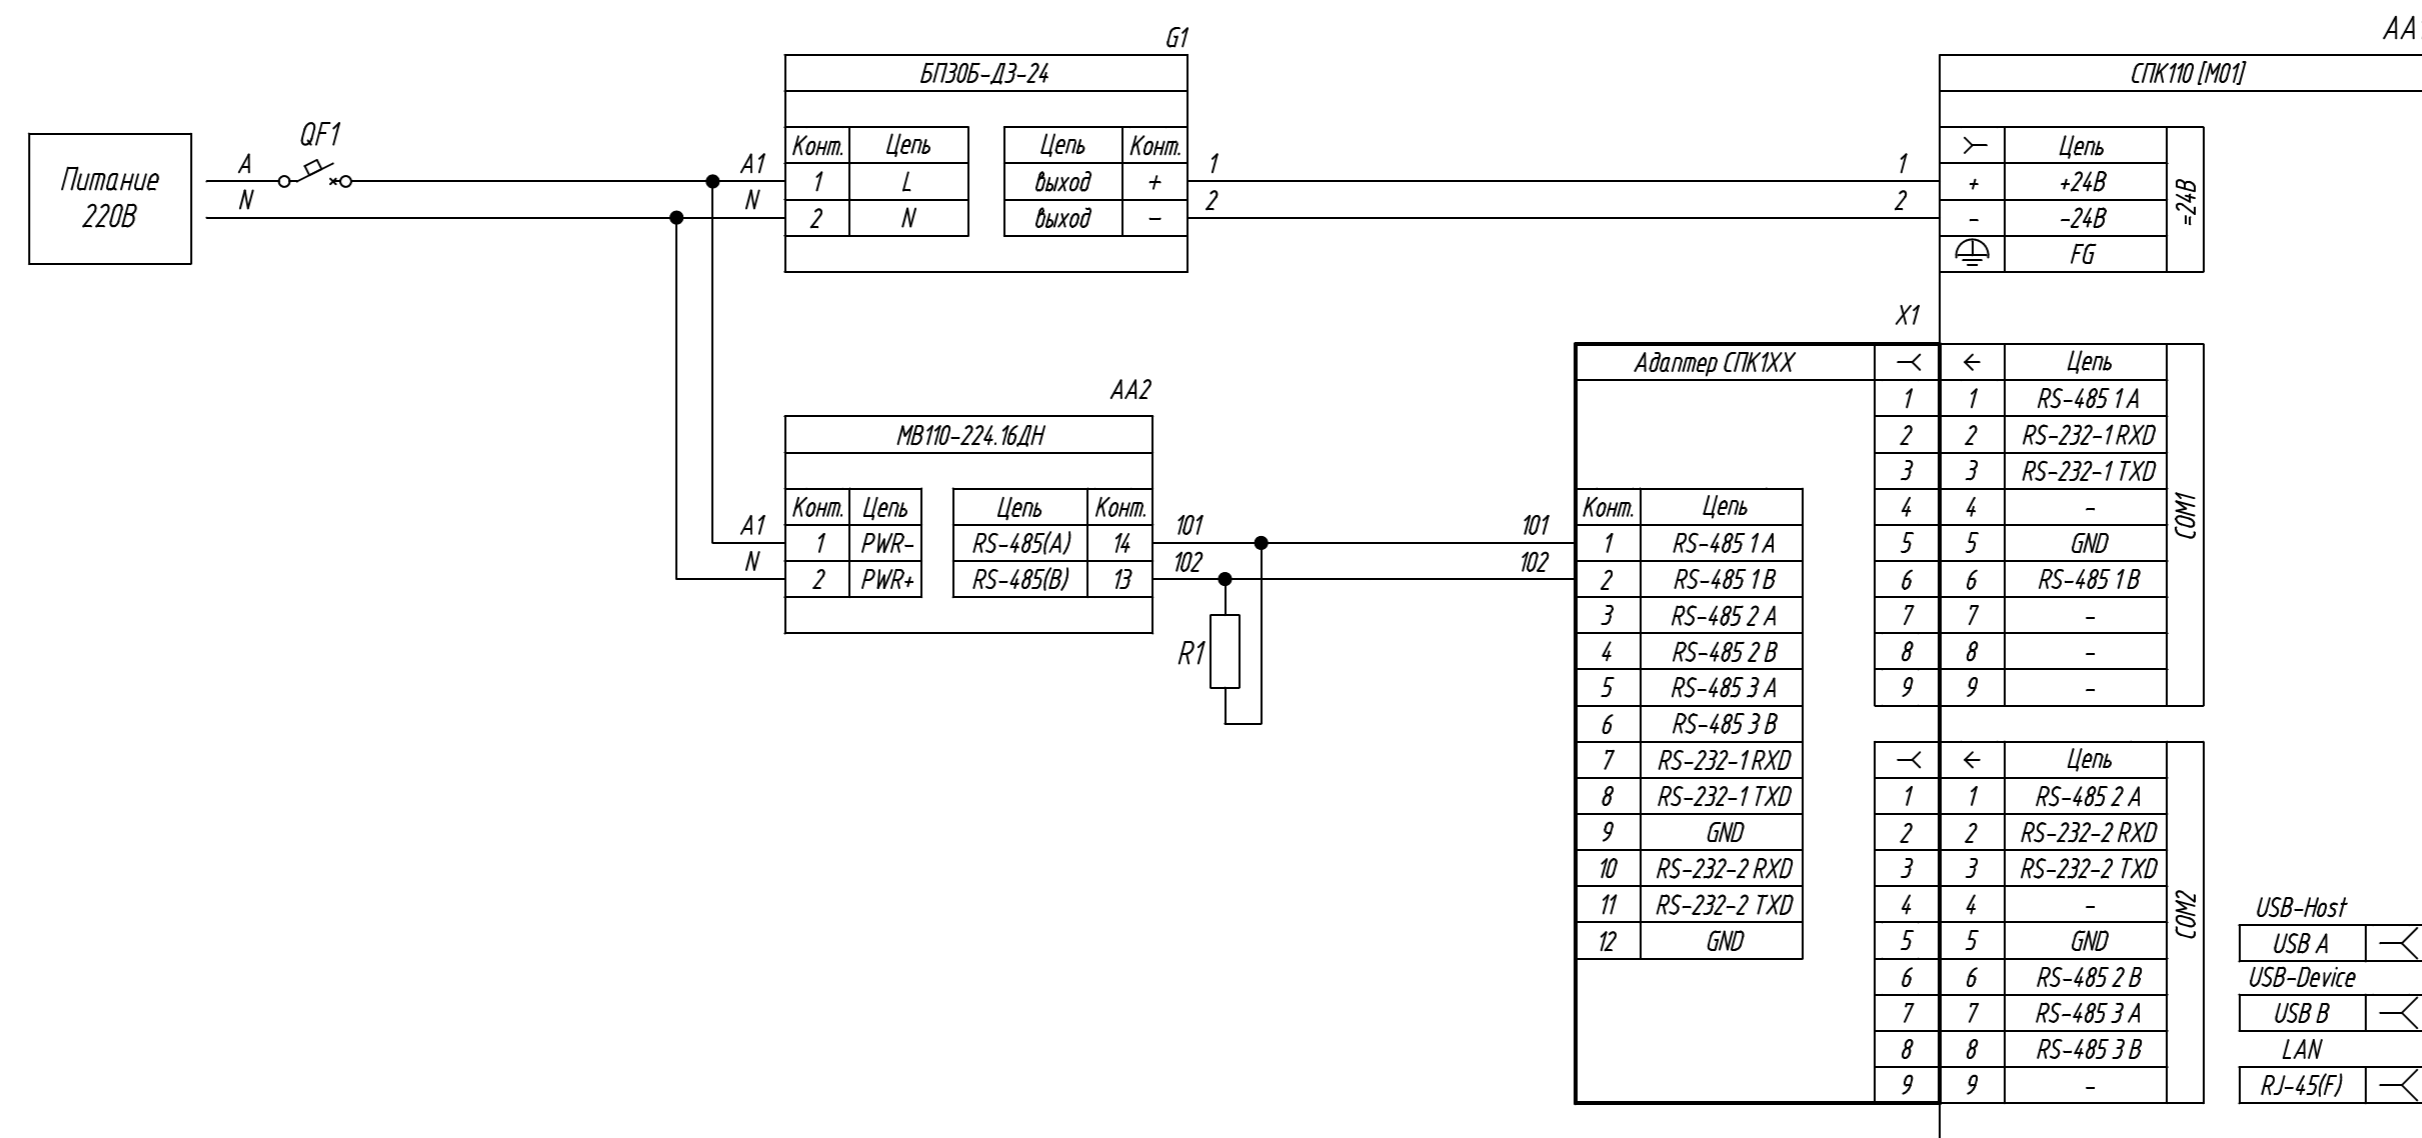 G1
AA
БП30Б-Д3-24
СПК110 [М01]
Питание
220В
QF1
A
N
A1
N
Конт. Цепь
1 L
2 N
Цепь Конт.
выход +
выход –
1
2
1
2
Цепь
+ +24В
- -24В
FG
=24В
X1
Адаптер СПК1ХХ
AA2
МВ110-224.16ДН
A1
N
Конт. Цепь
1 PWR-
2 PWR+
Цепь Конт.
RS-485(A) 14
RS-485(B) 13
101
102
R1
101
102
Конт. Цепь
1 RS-485 1 A
2 RS-485 1 B
3 RS-485 2 A
4 RS-485 2 B
5 RS-485 3 A
6 RS-485 3 B
7 RS-232-1 RXD
8 RS-232-1 TXD
9 GND
10 RS-232-2 RXD
11 RS-232-2 TXD
12 GND
Цепь
1 1 RS-485 1 A
2 2 RS-232-1 RXD
3 3 RS-232-1 TXD
4 4 -
5 5 GND
6 6 RS-485 1 B
7 7 -
8 8 -
9 9 -
COM1
Цепь
1 1 RS-485 2 A
2 2 RS-232-2 RXD
3 3 RS-232-2 TXD
4 4 -
5 5 GND
6 6 RS-485 2 B
7 7 RS-485 3 A
8 8 RS-485 3 B
9 9 -
COM2
USB-Host
USB A
USB-Device
USB B
LAN
RJ-45(F)